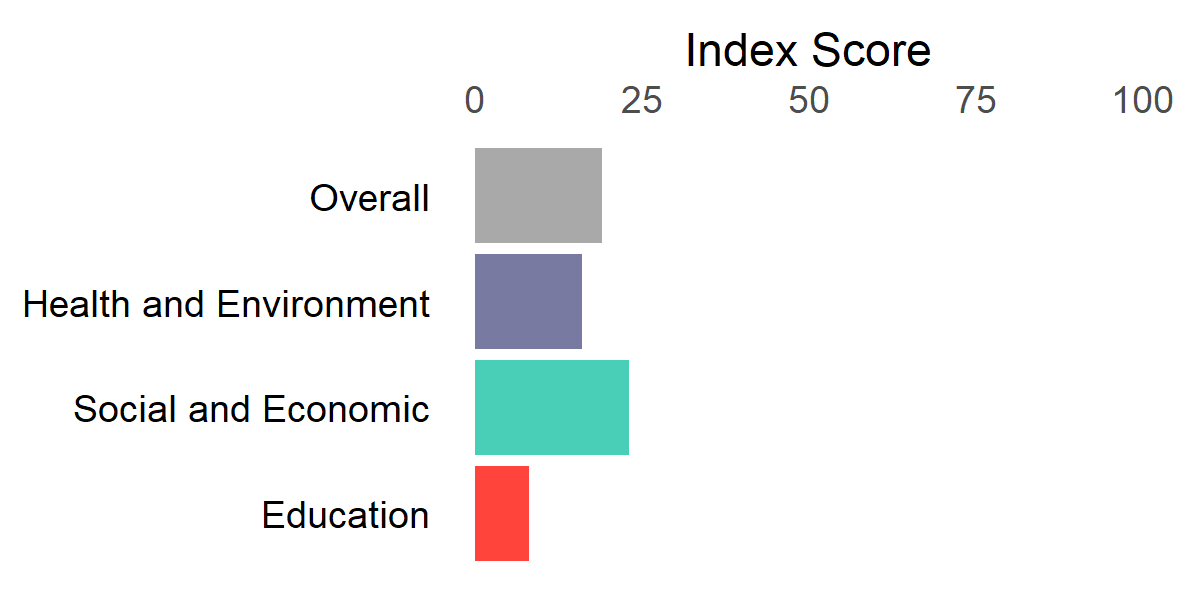 Index Score
0 25 50 75 100
Overall
Health and Environment
Social and Economic
Education